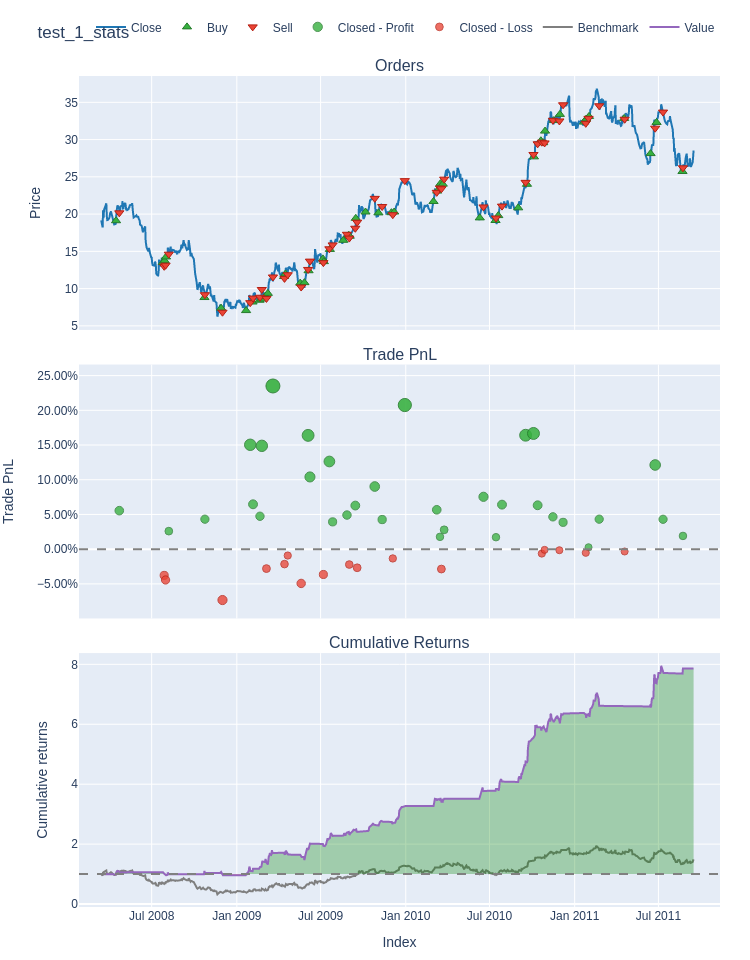 test_1_stats
Close Buy Sell Closed - Profit Closed - Loss Benchmark Value
Orders
35
30
25
20
15
10
5
Price
Trade PnL
25.00%
20.00%
15.00%
10.00%
5.00%
0.00%
−5.00%
Trade PnL
Cumulative Returns
8
6
4
2
0
Cumulative returns
Jul 2008 Jan 2009 Jul 2009 Jan 2010 Jul 2010 Jan 2011 Jul 2011
Index